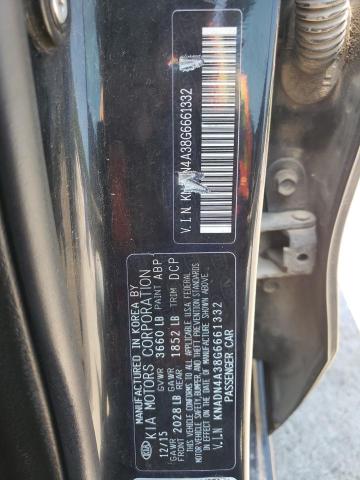 V.I.N KNADN4A38G6661332
KIA
MANUFACTURED IN KOREA BY
KIA MOTORS CORPORATION
12/15 GVWR 3660 LB PAINT ABP
GAWR FRONT 2028 LB GAWR REAR 1852 LB TRIM DCP
THIS VEHICLE CONFORMS TO ALL APPLICABLE U.S.A FEDERAL
MOTOR VEHICLE SAFETY, BUMPER, AND THEFT PREVENTION STANDARDS
IN EFFECT ON THE DATE OF MANUFACTURE SHOWN ABOVE.
V.I.N KNADN4A38G6661332
PASSENGER CAR